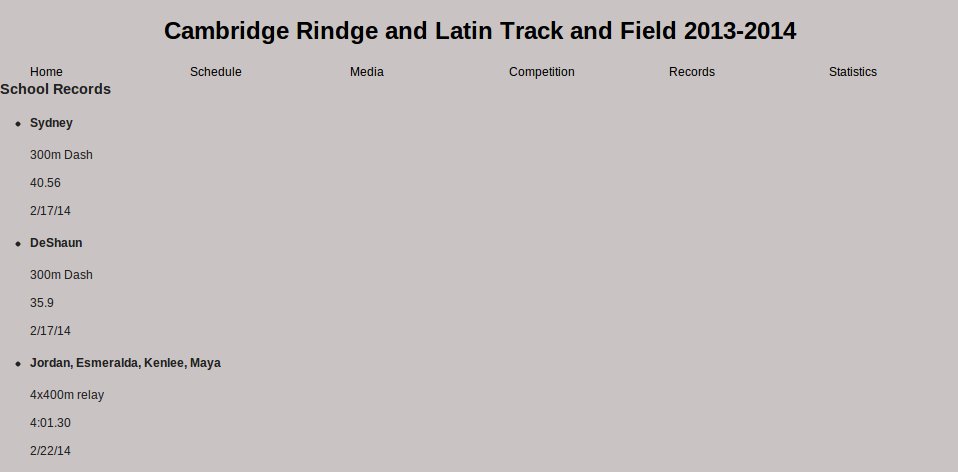 Cambridge Rindge and Latin Track and Field 2013-2014
Home Schedule Media Competition Records Statistics
School Records
Sydney
300m Dash
40.56
2/17/14
DeShaun
300m Dash
35.9
2/17/14
Jordan, Esmeralda, Kenlee, Maya
4x400m relay
4:01.30
2/22/14